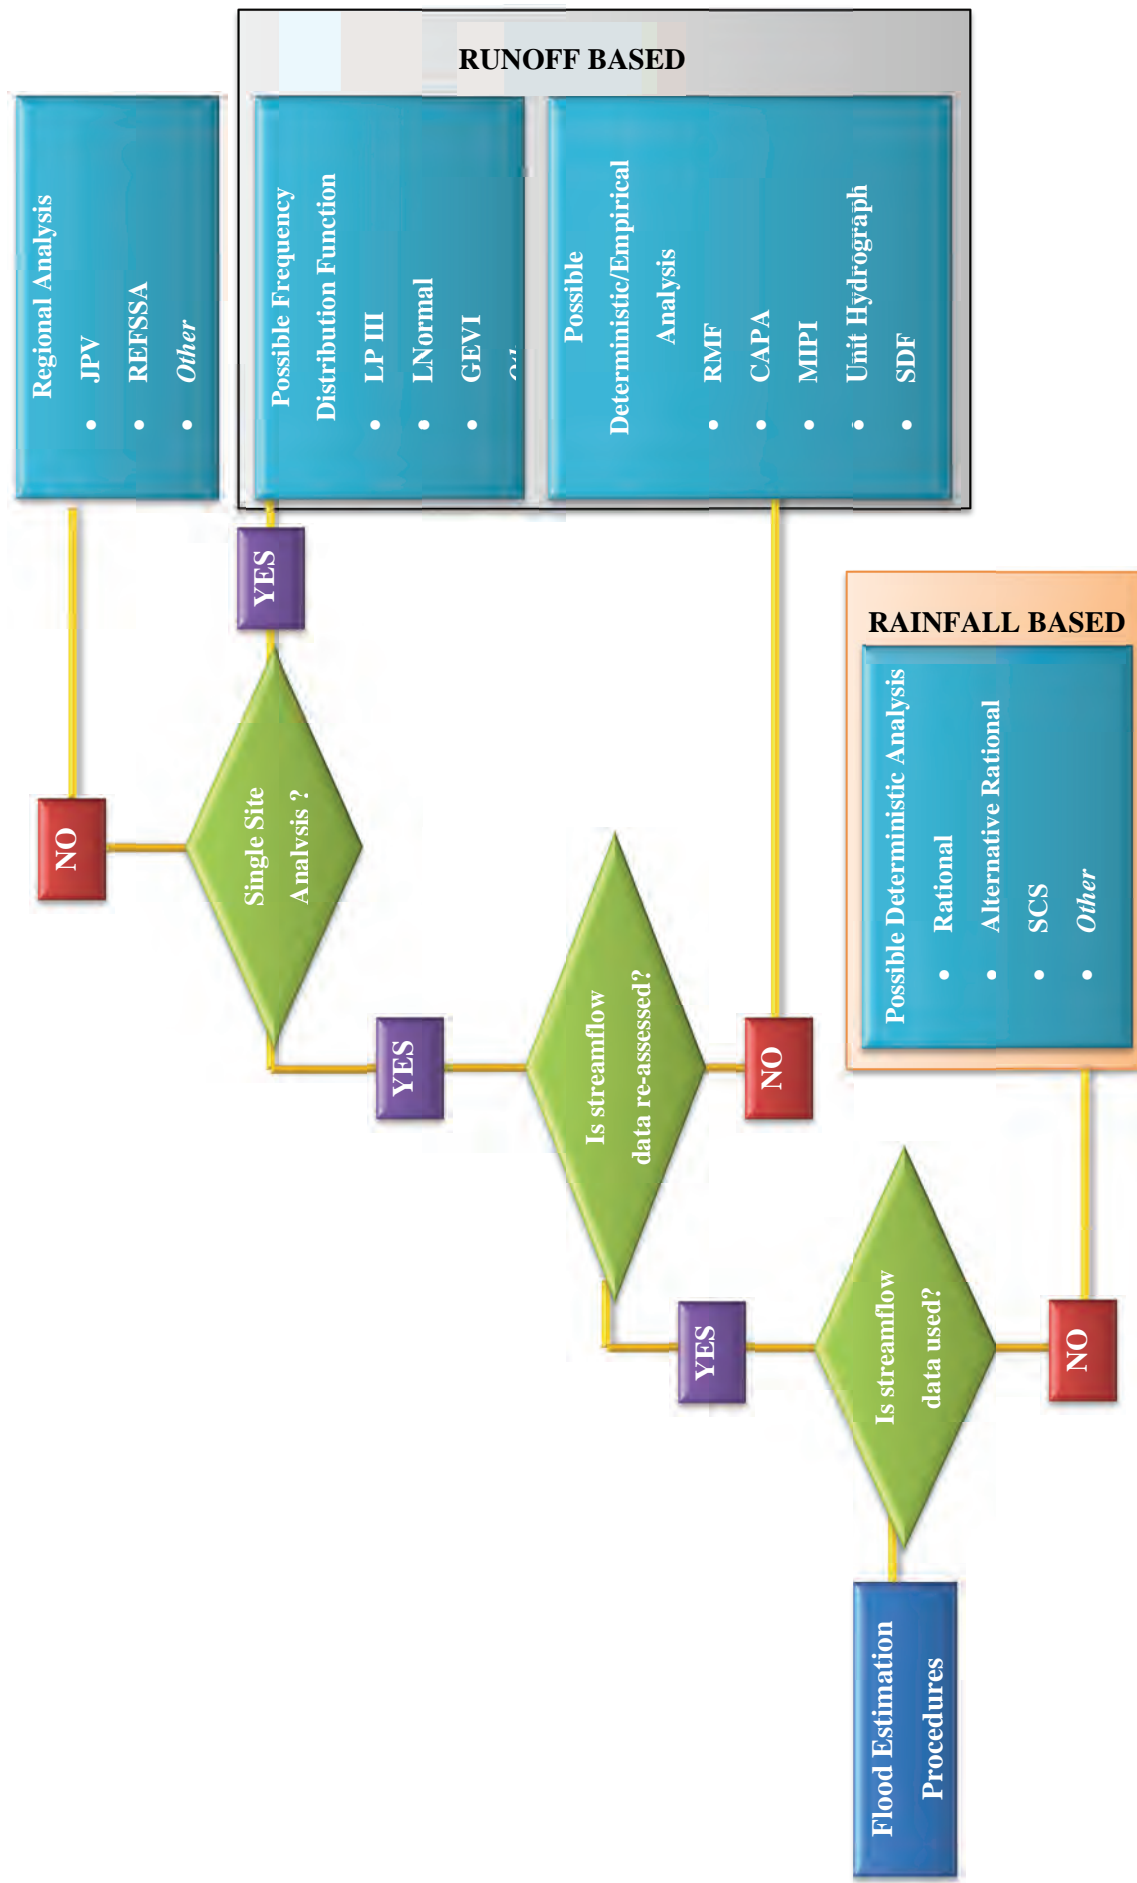 Flood Estimation
Procedures
Is streamflow
data used?
YES
NO
Is streamflow
data re-assessed?
YES
NO
Single Site
Analysis ?
NO
YES
Regional Analysis
• JPV
• REFSSA
• Other
RUNOFF BASED
Possible Frequency
Distribution Function
• LP III
• LNormal
• GEVI
Possible
Deterministic/Empirical
Analysis
• RMF
• CAPA
• MIPI
• Unit Hydrograph
• SDF
RAINFALL BASED
Possible Deterministic Analysis
• Rational
• Alternative Rational
• SCS
• Other